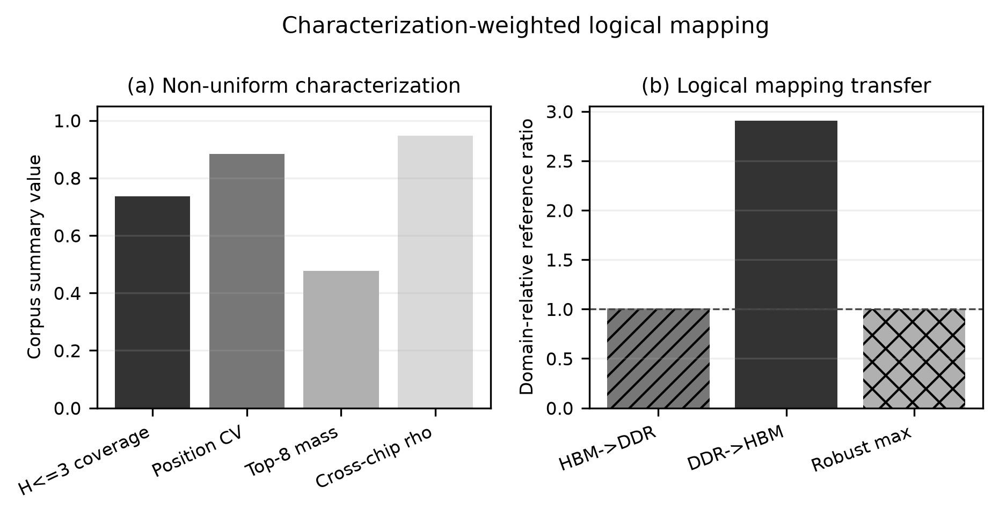 Characterization-weighted logical mapping
(a) Non-uniform characterization
Corpus summary value
1.0
0.8
0.6
0.4
0.2
0.0
H<=3 coverage
Position CV
Top-8 mass
Cross-chip rho
(b) Logical mapping transfer
Domain-relative reference ratio
3.0
2.5
2.0
1.5
1.0
0.5
0.0
HBM->DDR
DDR->HBM
Robust max